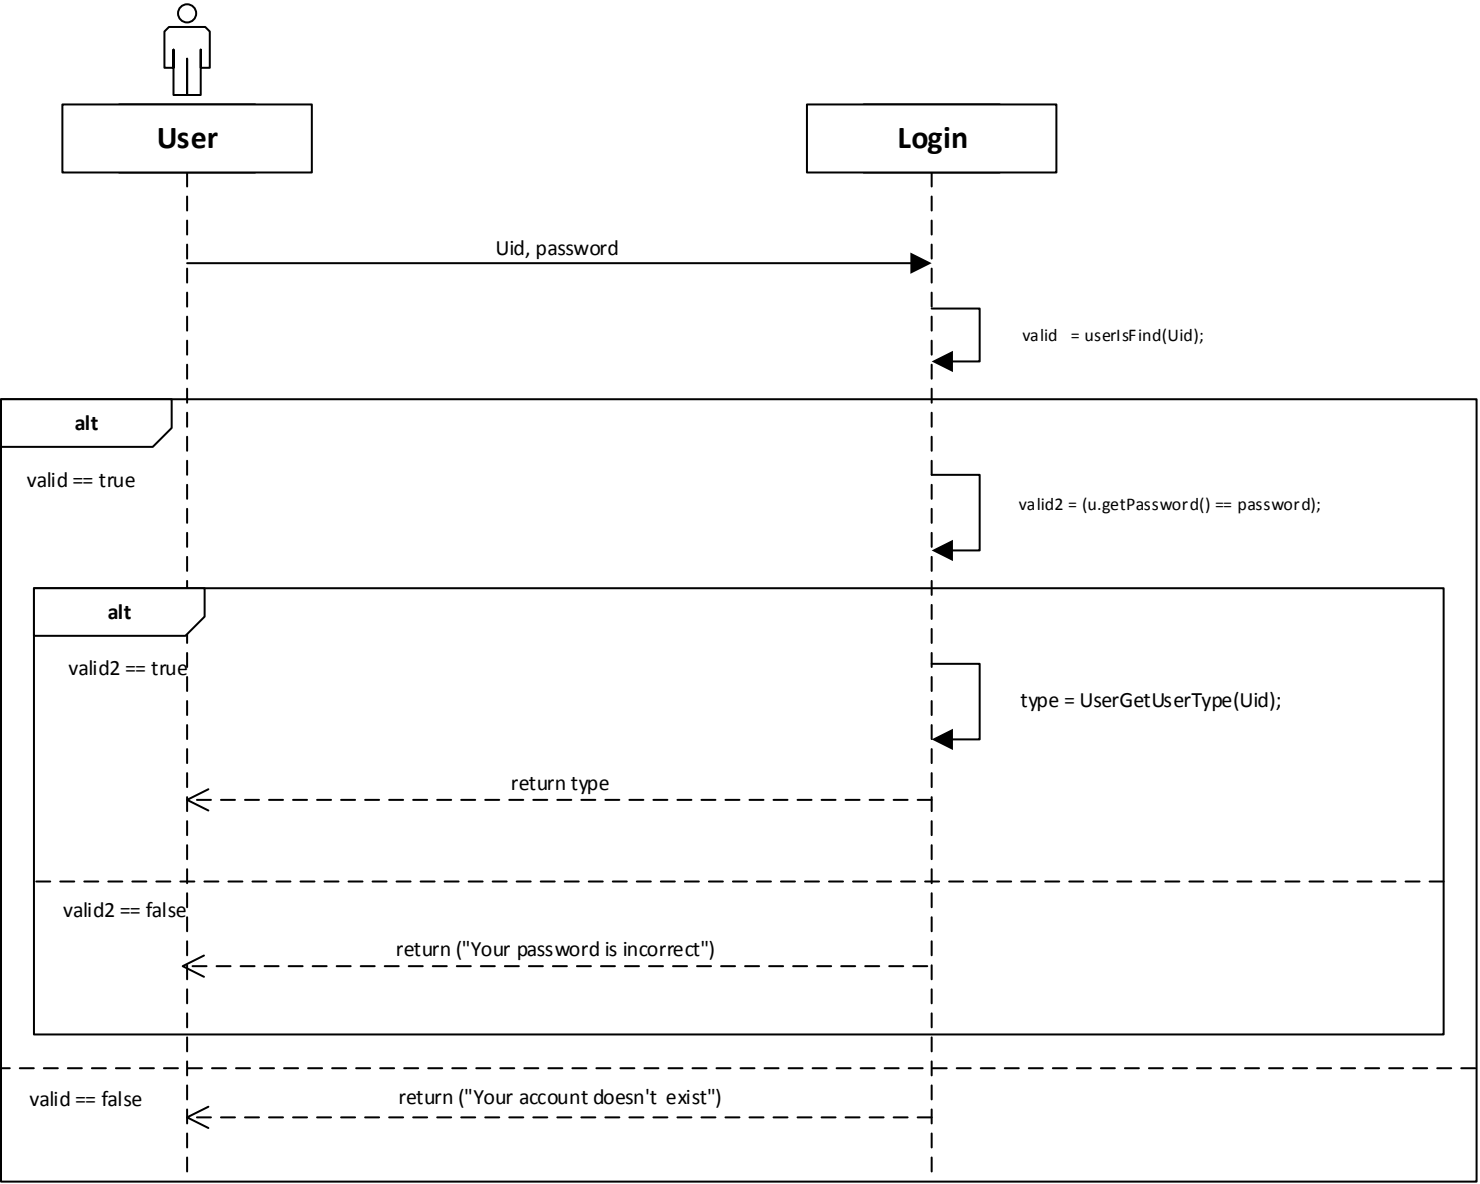 User
Login
Uid, password
valid = userIsFind(Uid);
alt
valid == true
valid2 = (u.getPassword() == password);
alt
valid2 == true
type = UserGetUserType(Uid);
return type
valid2 == false
return ("Your password is incorrect")
valid == false
return ("Your account doesn't exist")